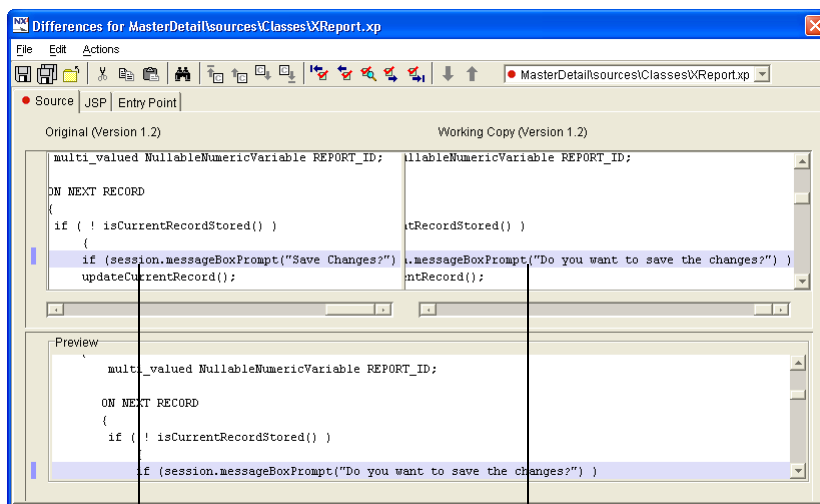 Differences for MasterDetail\sources\Classes\XReport.xp
File Edit Actions
MasterDetail\sources\Classes\XReport.xp
Source JSP Entry Point
Original (Version 1.2) Working Copy (Version 1.2)
multi_valued NullableNumericVariable REPORT_ID;
ON NEXT RECORD
{
if ( ! isCurrentRecordStored() )
{
if (session.messageBoxPrompt("Save Changes?")
updateCurrentRecord();
llableNumericVariable REPORT_ID;
tRecordStored() )
.messageBoxPrompt("Do you want to save the changes?") )
entRecord();
Preview
multi_valued NullableNumericVariable REPORT_ID;
ON NEXT RECORD
{
if ( ! isCurrentRecordStored() )
if (session.messageBoxPrompt("Do you want to save the changes?") )